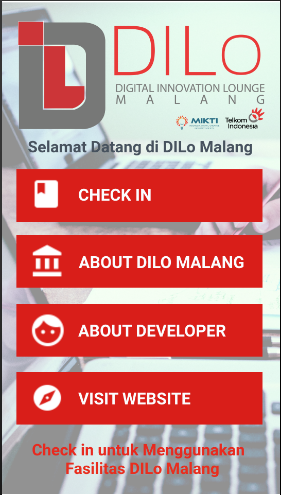 DILo
DIGITAL INNOVATION LOUNGE
MALANG
MIKTI
Telkom
Indonesia
Selamat Datang di DILo Malang
CHECK IN
ABOUT DILO MALANG
ABOUT DEVELOPER
VISIT WEBSITE
Check in untuk Menggunakan
Fasilitas DILo Malang